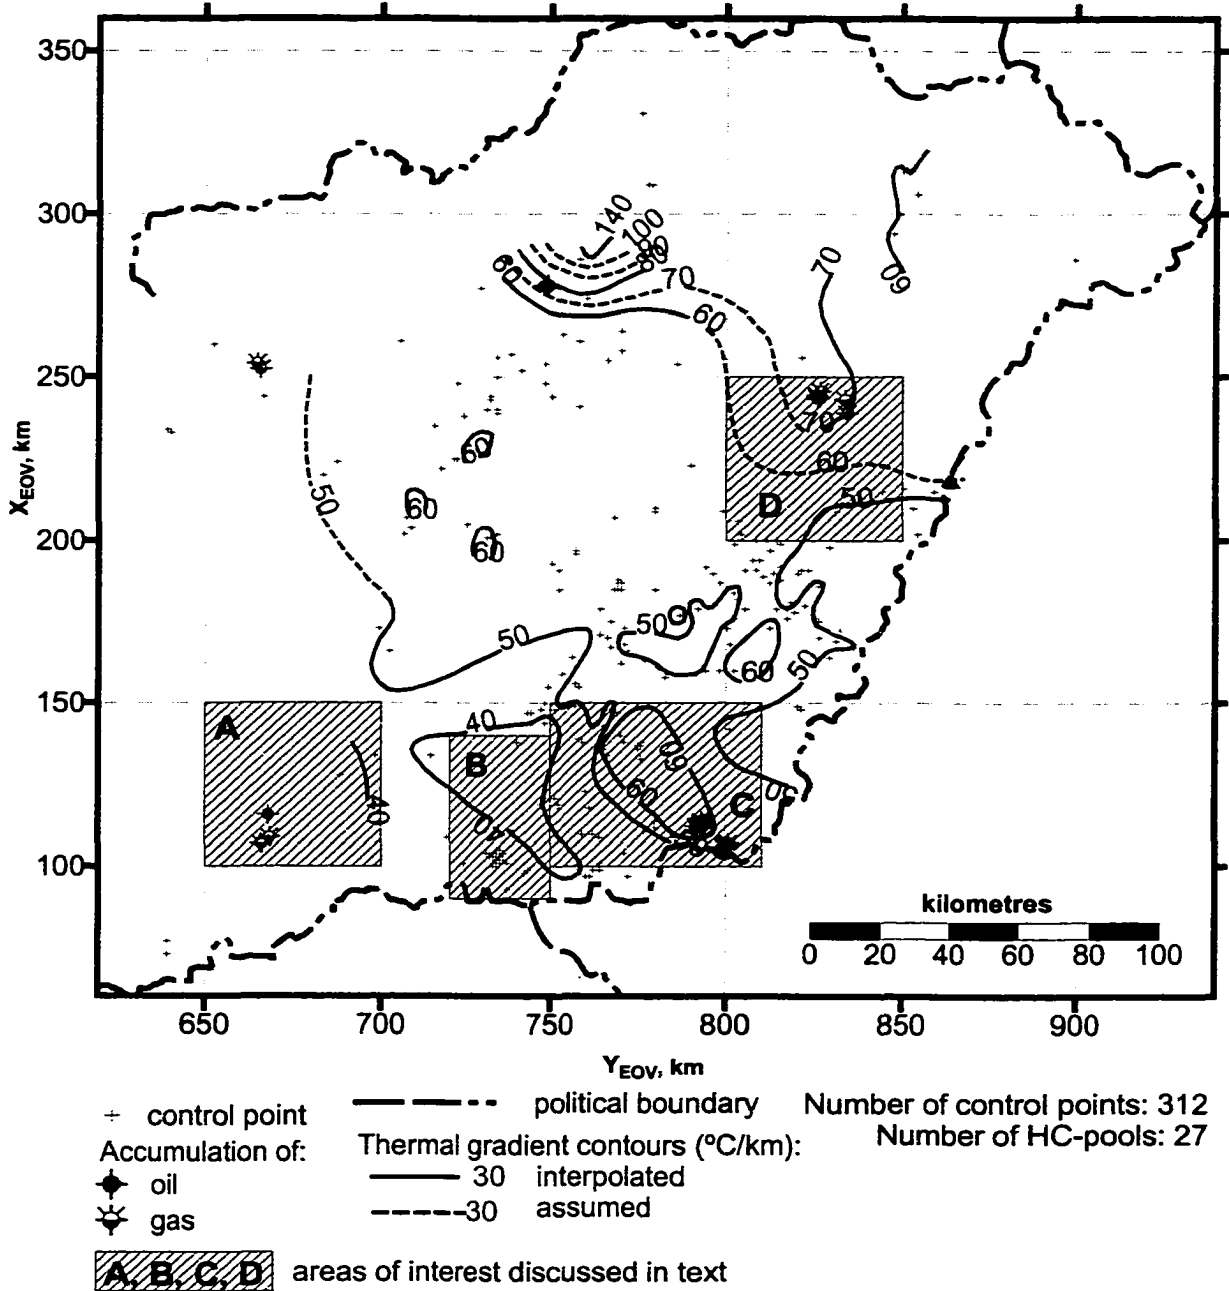 350
300
250
200
150
100
X EOV, km
140
100
90
80
60
70
60
70
60
70
60
50
D
50
60
60
60
50
50
60
50
A
40
40
B
40
60
60
C
50
kilometres
0 20 40 60 80 100
650 700 750 800 850 900
Y EOV, km
control point
political boundary
Number of control points: 312
Number of HC-pools: 27
Accumulation of:
oil
gas
Thermal gradient contours (ºC/km):
30 interpolated
30 assumed
A, B, C, D areas of interest discussed in text